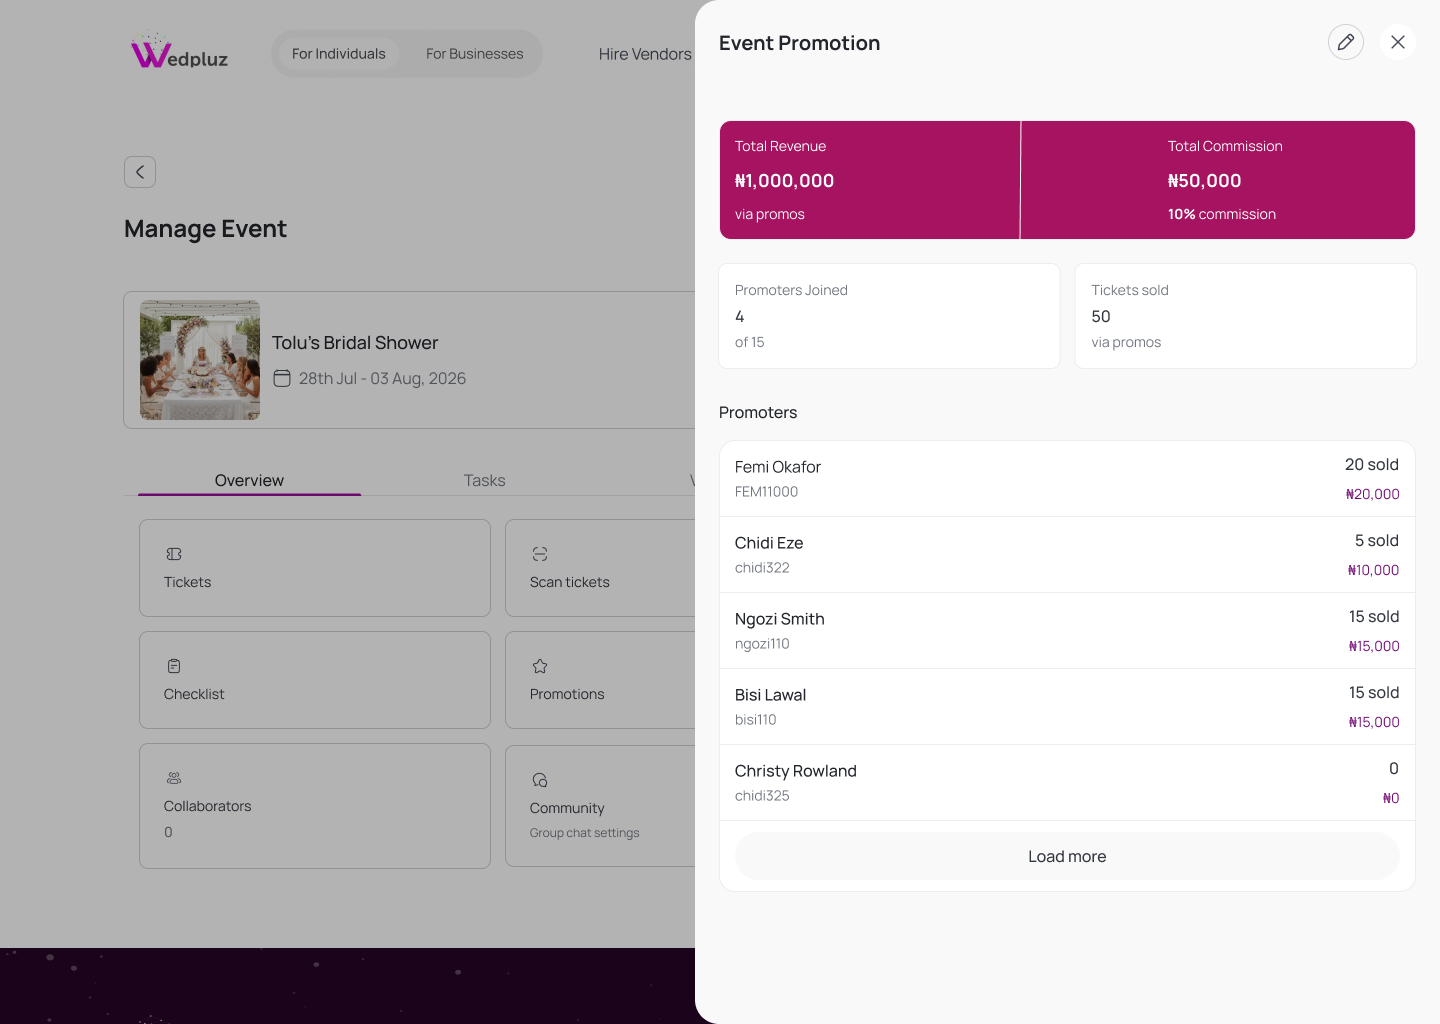 Wedpluz
For Individuals
For Businesses
Hire Vendors
Manage Event
Tolu's Bridal Shower
28th Jul - 03 Aug, 2026
Overview
Tasks
Tickets
Scan tickets
Checklist
Promotions
Collaborators
0
Community
Group chat settings
Event Promotion
Total Revenue
₦1,000,000
via promos
Total Commission
₦50,000
10% commission
Promoters Joined
4
of 15
Tickets sold
50
via promos
Promoters
Femi Okafor
FEM11000
20 sold
₦20,000
Chidi Eze
chidi322
5 sold
₦10,000
Ngozi Smith
ngozi110
15 sold
₦15,000
Bisi Lawal
bisi110
15 sold
₦15,000
Christy Rowland
chidi325
0
₦0
Load more